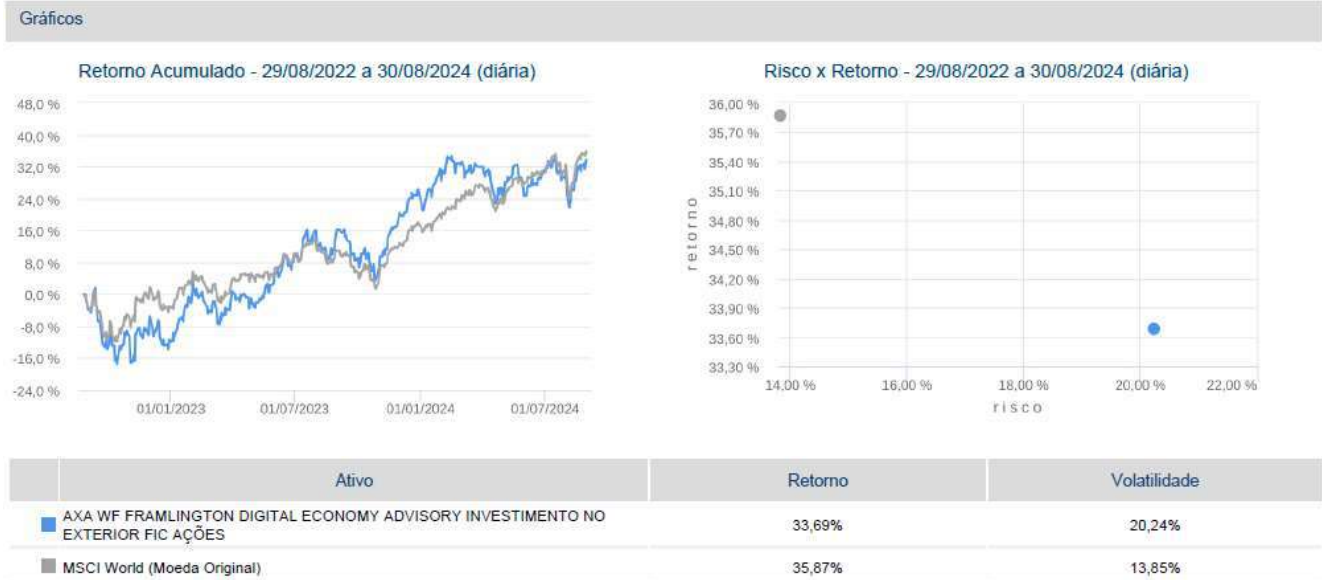 Gráficos
Retorno Acumulado - 29/08/2022 a 30/08/2024 (diária)
48,0 %
40,0 %
32,0 %
24,0 %
16,0 %
8,0 %
0,0 %
-8,0 %
-16,0 %
-24,0 %
01/01/2023 01/07/2023 01/01/2024 01/07/2024
Risco x Retorno - 29/08/2022 a 30/08/2024 (diária)
36,00 %
35,70 %
35,40 %
35,10 %
34,80 %
34,50 %
34,20 %
33,90 %
33,60 %
33,30 %
retorno
14,00 % 16,00 % 18,00 % 20,00 % 22,00 %
risco
Ativo Retorno Volatilidade
AXA WF FRAMLINGTON DIGITAL ECONOMY ADVISORY INVESTIMENTO NO
EXTERIOR FIC AÇÕES 33,69% 20,24%
MSCI World (Moeda Original) 35,87% 13,85%